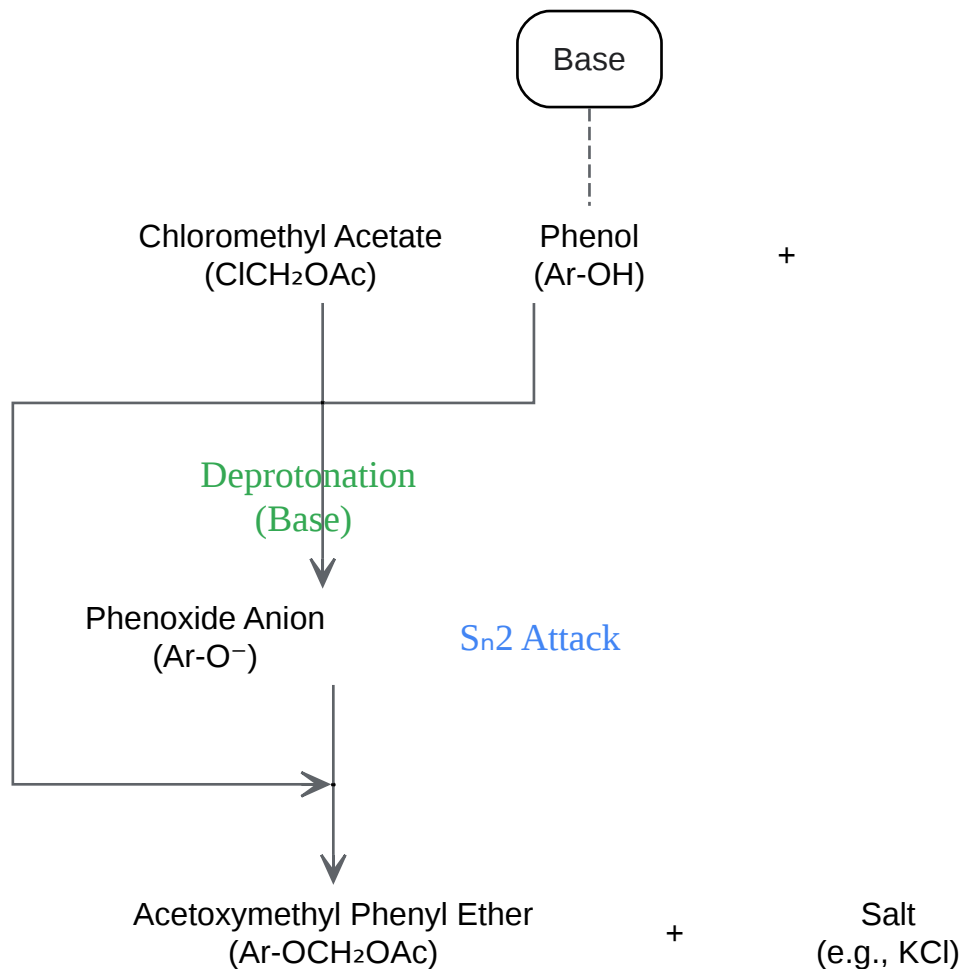 Base
Chloromethyl Acetate
(ClCH₂OAc)
Phenol
(Ar-OH)
+
Deprotonation
(Base)
Phenoxide Anion
(Ar-O⁻)
Sₙ2 Attack
Acetoxymethyl Phenyl Ether
(Ar-OCH₂OAc)
+
Salt
(e.g., KCl)